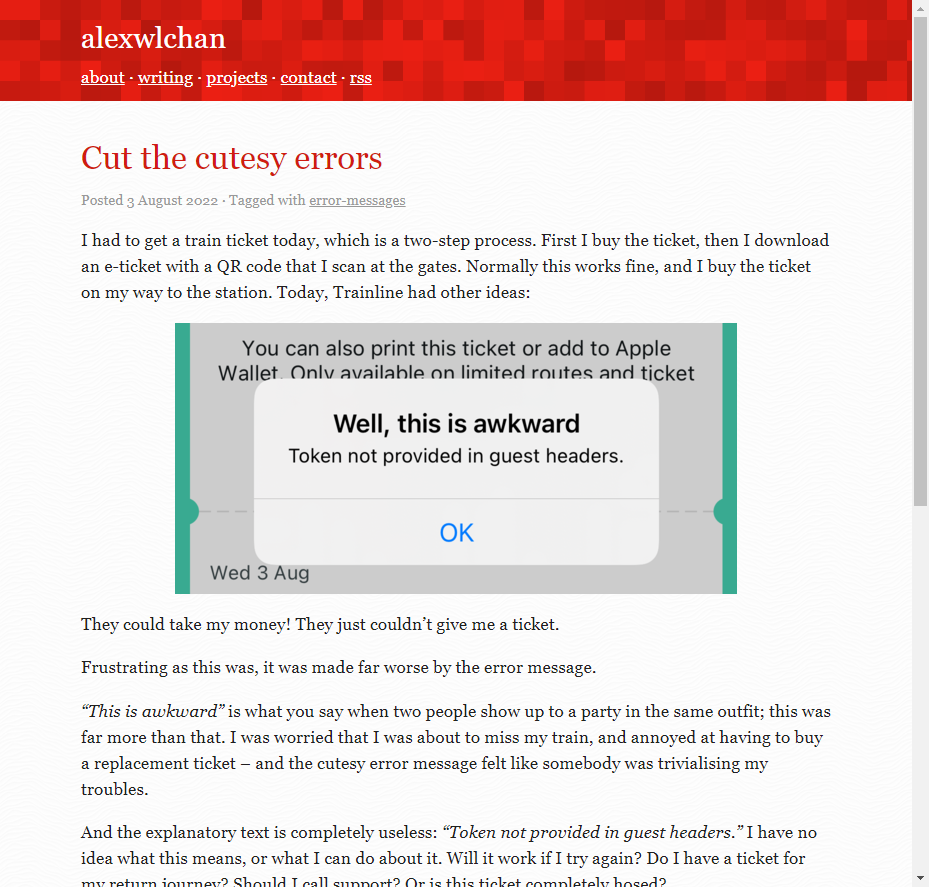 alexwlchan
about · writing · projects · contact · rss
Cut the cutesy errors
Posted 3 August 2022 · Tagged with error-messages
I had to get a train ticket today, which is a two-step process. First I buy the ticket, then I download
an e-ticket with a QR code that I scan at the gates. Normally this works fine, and I buy the ticket
on my way to the station. Today, Trainline had other ideas:
You can also print this ticket or add to Apple
Wallet. Only available on limited routes and ticket
Well, this is awkward
Token not provided in guest headers.
OK
Wed 3 Aug
They could take my money! They just couldn’t give me a ticket.
Frustrating as this was, it was made far worse by the error message.
“This is awkward” is what you say when two people show up to a party in the same outfit; this was
far more than that. I was worried that I was about to miss my train, and annoyed at having to buy
a replacement ticket – and the cutesy error message felt like somebody was trivialising my
troubles.
And the explanatory text is completely useless: “Token not provided in guest headers.” I have no
idea what this means, or what I can do about it. Will it work if I try again? Do I have a ticket for
my return journey? Should I call support? Or is this ticket completely hosed?